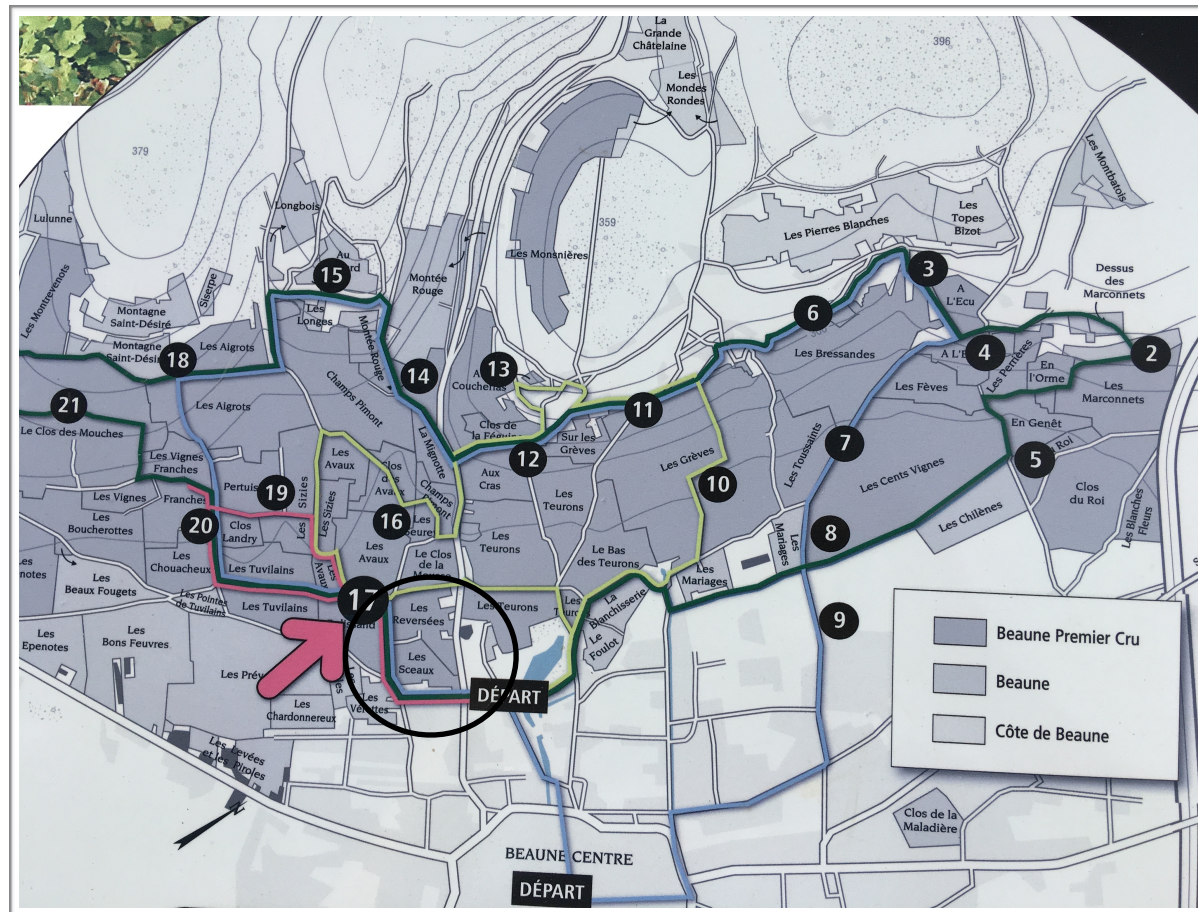 La
Grande
Châtelaine
396
Les
Mondes
Rondes
379
Les Montbatois
Longbois
Lulunne
359
Les Pierres Blanches
Les
Topes
Bizot
Au
15
Les Monsnières
Montée
Rouge
3
Dessus
des
Marconnets
Les Montrevenots
Siserpe
A
L'Ecu
Montagne
Saint-Désiré
Les
Longes
6
Montagne
18
Les Aigrots
Montée Rouge
14
13
Les Bressandes
4
Les Perrières
2
En
l'Orme
Les
Marconnets
Les Fèves
Champs Pimont
21
Les Aigrots
11
Le Clos des Mouches
La Mignotte
Clos de
Sur les
Grèves
En Genêt
7
12
Les Vignes
Franches
Les
Avaux
Aux
Cras
Les Grèves
Les Toussaints
5
Roi
Les Cents Vignes
Pertuis
19
Les Sizies
Les Sizies
Clos
des
Avaux
Champs
10
Clos
du Roi
Les Vignes
Franches
Les
Teurons
Les Blanches
Fleurs
Les
Boucherottes
20
Clos
Landry
16
Les Chilènes
8
Les
Mariages
Les
Avaux
Les
Teurons
Le Bas
des Teurons
Les
Chouacheux
Les Tuvilains
Les
Avaux
Le Clos
de la
Les
Mariages
Les
Beaux Fougets
Les Pointes
de Tuvilains
Les Tuvilains
17
Les
Reversées
Les Teurons
La
Blanchisserie
Le
Foulot
9
Les
Epenotes
Les
Bons Feuvres
Les
Sceaux
Les
Les
Chardonnereux
DÉPART
Les Levées
et les Piroles
N
Beaune Premier Cru
Beaune
Côte de Beaune
Clos de la
Maladière
BEAUNE CENTRE
DÉPART